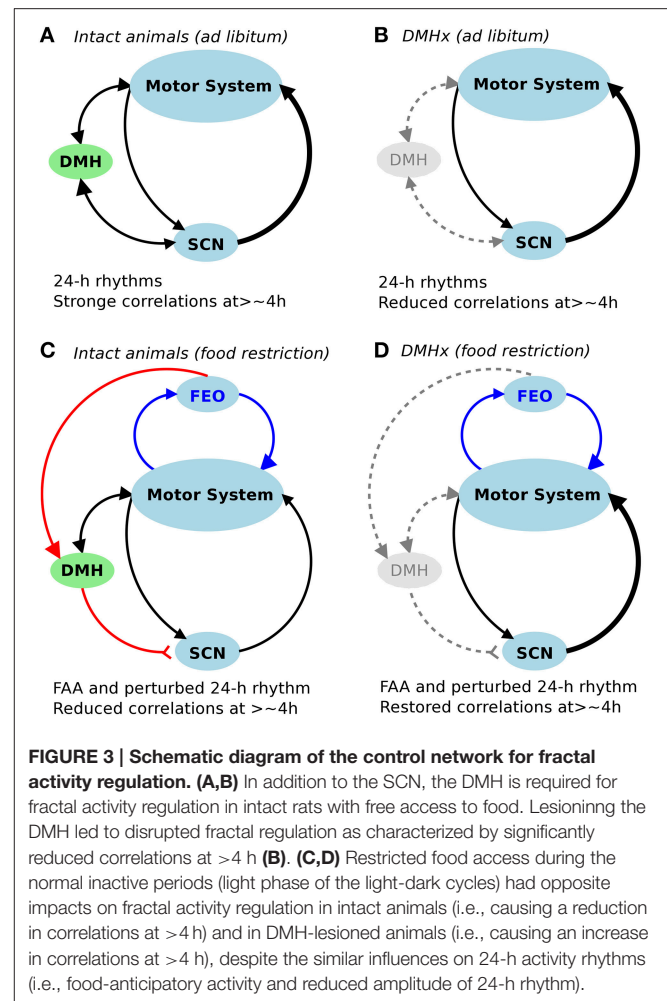 A Intact animals (ad libitum)
Motor System
DMH
SCN
24-h rhythms
Stronge correlations at>~4h
B DMHx (ad libitum)
Motor System
DMH
SCN
24-h rhythms
Reduced correlations at>~4h
C Intact animals (food restriction)
FEO
Motor System
DMH
SCN
FAA and perturbed 24-h rhythm
Reduced correlations at >~4h
D DMHx (food restriction)
FEO
Motor System
DMH
SCN
FAA and perturbed 24-h rhythm
Restored correlations at>~4h
FIGURE 3 | Schematic diagram of the control network for fractal
activity regulation. (A,B) In addition to the SCN, the DMH is required for
fractal activity regulation in intact rats with free access to food. Lesioninng the
DMH led to disrupted fractal regulation as characterized by significantly
reduced correlations at >4 h (B). (C,D) Restricted food access during the
normal inactive periods (light phase of the light-dark cycles) had opposite
impacts on fractal activity regulation in intact animals (i.e., causing a reduction
in correlations at >4 h) and in DMH-lesioned animals (i.e., causing an increase
in correlations at >4 h), despite the similar influences on 24-h activity rhythms
(i.e., food-anticipatory activity and reduced amplitude of 24-h rhythm).